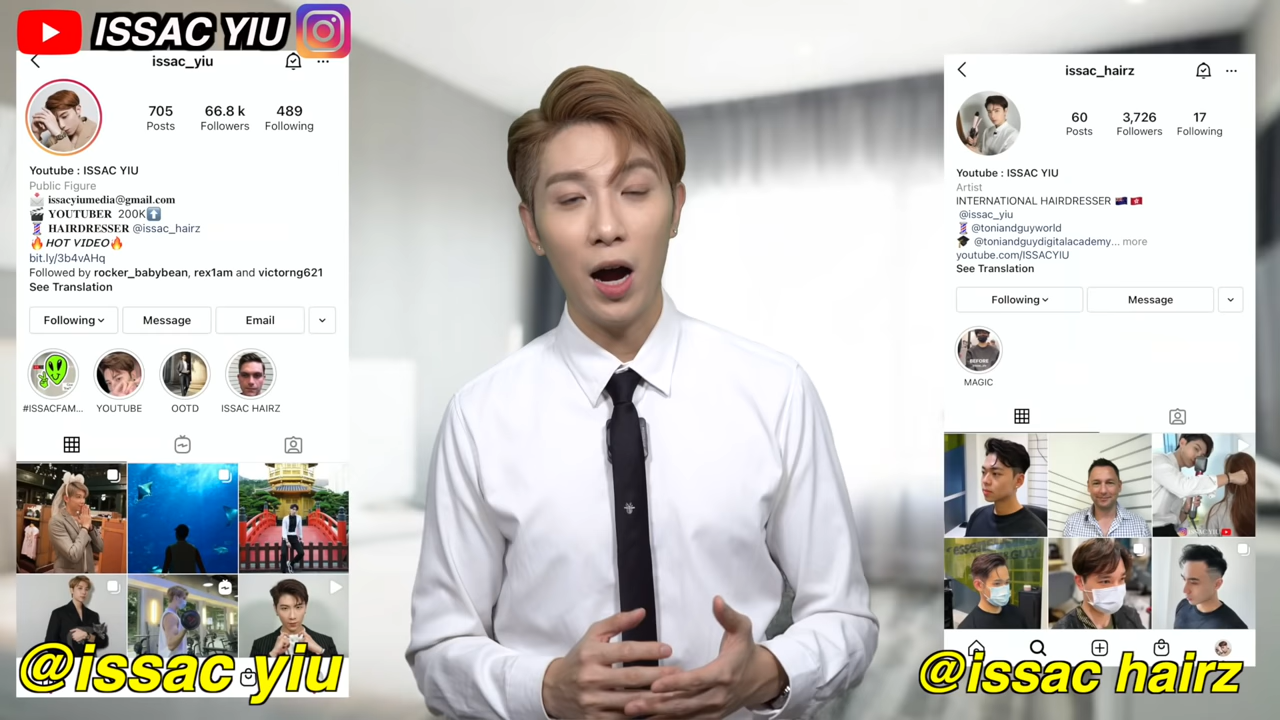 ISSAC YIU
issac_yiu
705
66.8 k
489
Posts
Followers
Following
Youtube : ISSAC YIU
Public Figure
issacyiumedia@gmail.com
YOUTUBER 200K
HAIRDRESSER @issac_hairz
HOT VIDEO
bit.ly/3b4vAHq
Followed by rocker_babybean, rex1am and victorng621
See Translation
Following
Message
Email
#ISSACFAM...
YOUTUBE
OOTD
ISSAC HAIRZ
@issac yiu
issac_hairz
60
3,726
17
Posts
Followers
Following
Youtube : ISSAC YIU
Artist
INTERNATIONAL HAIRDRESSER
@issac_yiu
@toniandguyworld
@toniandguydigitalacademy... more
youtube.com/ISSACYIU
See Translation
Following
Message
BEFORE
MAGIC
ISSAC YIU
@issac hairz